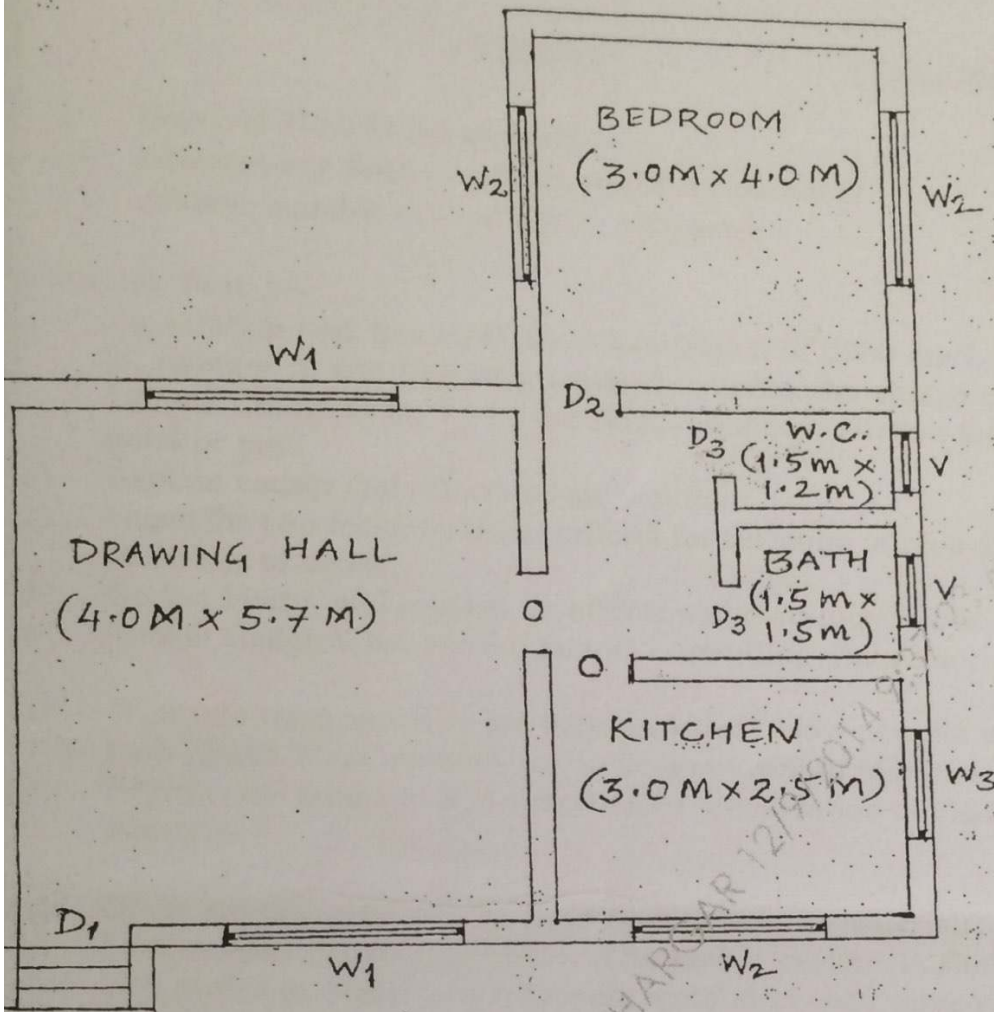 BEDROOM
(3.0M x 4.0M)
W2
W2
W1
D2
D3
W.C.
(1.5m x
1.2m)
V
DRAWING HALL
(4.0M x 5.7M)
O
BATH
(1.5m x
1.5m)
V
D3
O
KITCHEN
(3.0M x 2.5m)
W3
D1
W1
W2